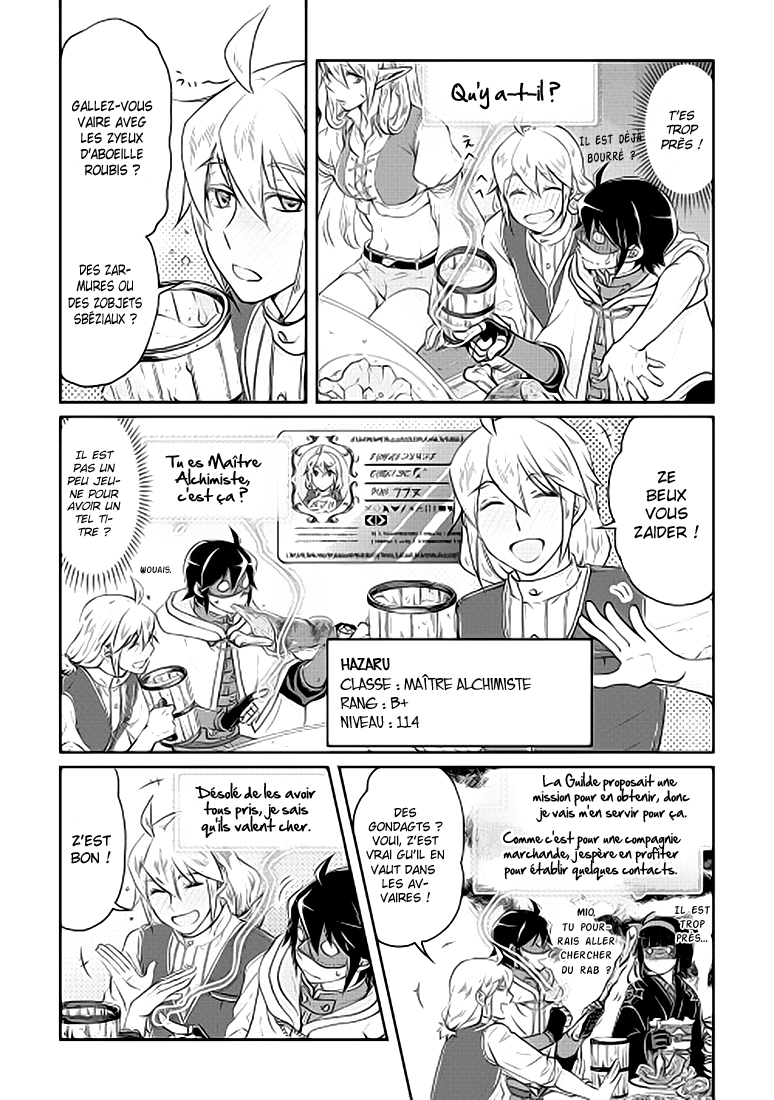 Qu'y a-t-il ?
T'ES
TROP
PRÈS !
IL EST DÉJÀ
BOURRÉ ?
GALLEZ-VOUS
VAIRE AVEG
LES ZYEUX
D'ABOEILLE
ROUBIS ?
DES ZAR-
MURES OU
DES ZOBJETS
SBÉZIAUX ?
ZE
BEUX
VOUS
ZAIDER !
Tu es Maître
Alchimiste,
c'est ça ?
IL EST
PAS UN
PEU JEU-
NE POUR
AVOIR UN
TEL TI-
TRE ?
WOUAIS.
HAZARU
CLASSE : MAÎTRE ALCHIMISTE
RANG : B+
NIVEAU : 114
La Guilde proposait une
mission pour en obtenir, donc
je vais m'en servir pour ça.
Comme c'est pour une compagnie
marchande, j'espère en profiter
pour établir quelques contacts.
DES
GONDAGTS ?
VOUI, Z'EST
VRAI GU'IL EN
VAUT DANS
LES AV-
VAIRES !
IL EST
TROP
PRÈS...
MIO,
TU POUR-
RAIS ALLER
CHERCHER
DU RAB ?
Désolé de les avoir
tous pris, je sais
qu'ils valent cher.
Z'EST
BON !